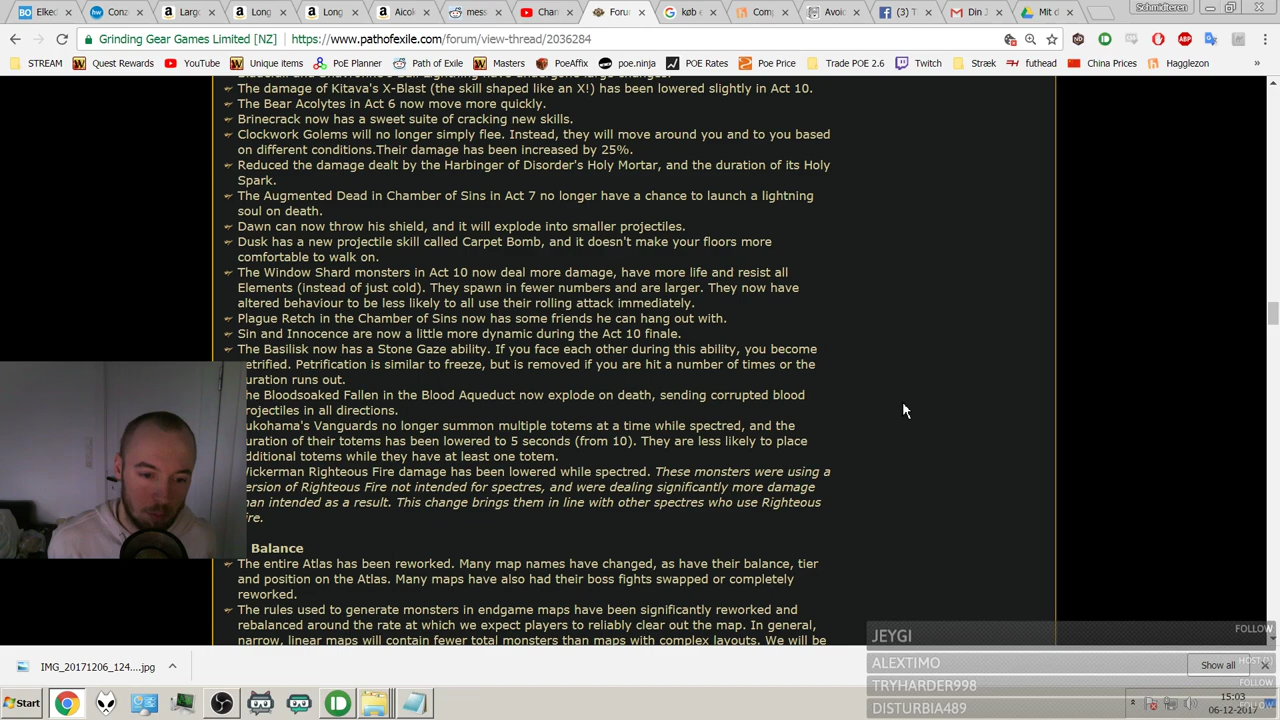 Elked
Conz
Larg
Long
Long
Aicok
mess
Chan
Foru
køb e
Comp
Avoid
(3) T
Din J
Mit d
Schmidteren
Grinding Gear Games Limited [NZ]
https://www.pathofexile.com/forum/view-thread/2036284
STREAM
Quest Rewards
YouTube
Unique items
PoE Planner
Path of Exile
Masters
PoeAffix
poe.ninja
POE Rates
Poe Price
Trade POE 2.6
Twitch
Stræk
futhead
China Prices
Hagglezon
The damage of Kitava's X-Blast (the skill shaped like an X!) has been lowered slightly in Act 10.
The Bear Acolytes in Act 6 now move more quickly.
Brinecrack now has a sweet suite of cracking new skills.
Clockwork Golems will no longer simply flee. Instead, they will move around you and to you based
on different conditions.Their damage has been increased by 25%.
Reduced the damage dealt by the Harbinger of Disorder's Holy Mortar, and the duration of its Holy
Spark.
The Augmented Dead in Chamber of Sins in Act 7 no longer have a chance to launch a lightning
soul on death.
Dawn can now throw his shield, and it will explode into smaller projectiles.
Dusk has a new projectile skill called Carpet Bomb, and it doesn't make your floors more
comfortable to walk on.
The Window Shard monsters in Act 10 now deal more damage, have more life and resist all
Elements (instead of just cold). They spawn in fewer numbers and are larger. They now have
altered behaviour to be less likely to all use their rolling attack immediately.
Plague Retch in the Chamber of Sins now has some friends he can hang out with.
Sin and Innocence are now a little more dynamic during the Act 10 finale.
The Basilisk now has a Stone Gaze ability. If you face each other during this ability, you become
etrified. Petrification is similar to freeze, but is removed if you are hit a number of times or the
uration runs out.
he Bloodsoaked Fallen in the Blood Aqueduct now explode on death, sending corrupted blood
rojectiles in all directions.
ukohama's Vanguards no longer summon multiple totems at a time while spectred, and the
uration of their totems has been lowered to 5 seconds (from 10). They are less likely to place
dditional totems while they have at least one totem.
Wickerman Righteous Fire damage has been lowered while spectred. These monsters were using a
ersion of Righteous Fire not intended for spectres, and were dealing significantly more damage
han intended as a result. This change brings them in line with other spectres who use Righteous
ire.
Balance
The entire Atlas has been reworked. Many map names have changed, as have their balance, tier
and position on the Atlas. Many maps have also had their boss fights swapped or completely
reworked.
The rules used to generate monsters in endgame maps have been significantly reworked and
rebalanced around the rate at which we expect players to reliably clear out the map. In general,
narrow, linear maps will contain fewer total monsters than maps with complex layouts. We will be
JEYGI FOLLOW
ALEXTIMO HOST (1)
TRYHARDER998 FOLLOW
DISTURBIA489 FOLLOW
IMG_20171206_124....jpg
Show all
Start
15:03
06-12-2017